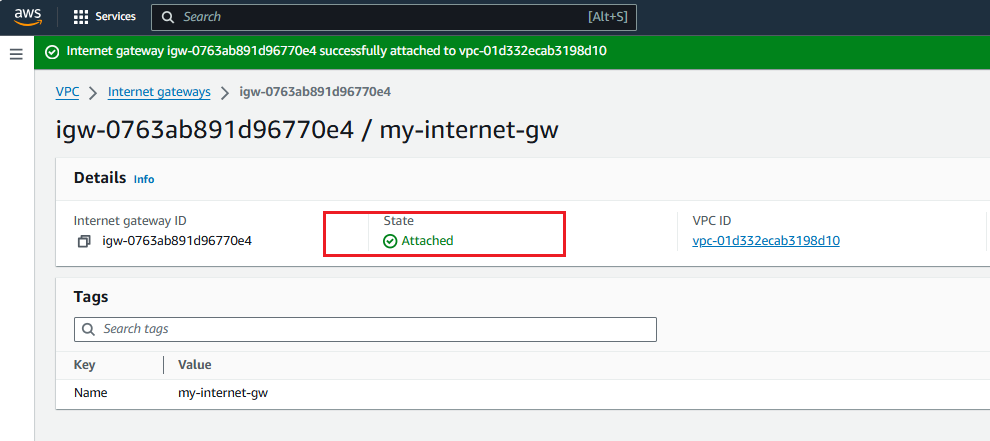 aws Services Search [Alt+S]
Internet gateway igw-0763ab891d96770e4 successfully attached to vpc-01d332ecab3198d10
VPC Internet gateways igw-0763ab891d96770e4
igw-0763ab891d96770e4 / my-internet-gw
Details Info
Internet gateway ID State VPC ID
igw-0763ab891d96770e4 Attached vpc-01d332ecab3198d10
Tags
Search tags
Key Value
Name my-internet-gw